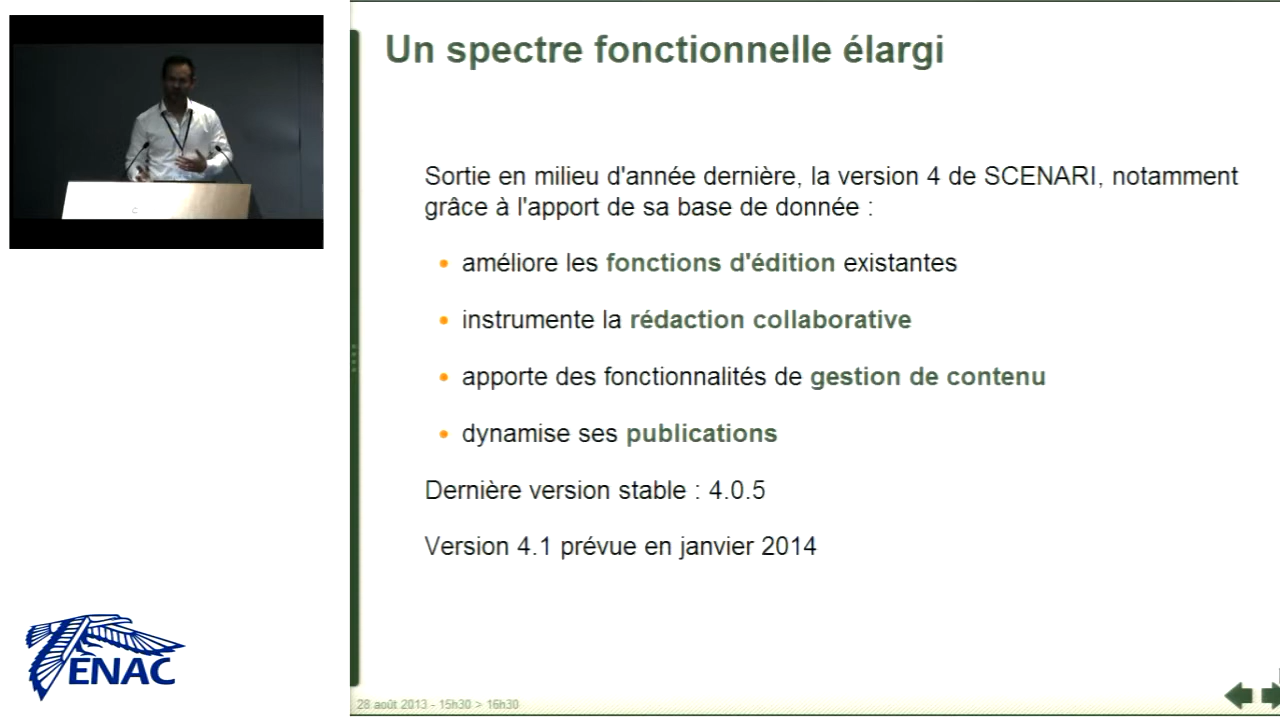 Un spectre fonctionnelle élargi
Sortie en milieu d'année dernière, la version 4 de SCENARI, notamment
grâce à l'apport de sa base de donnée :
améliore les fonctions d'édition existantes
instrumente la rédaction collaborative
apporte des fonctionnalités de gestion de contenu
dynamise ses publications
Dernière version stable : 4.0.5
Version 4.1 prévue en janvier 2014
ENAC
28 août 2013 - 15h30 > 16h30